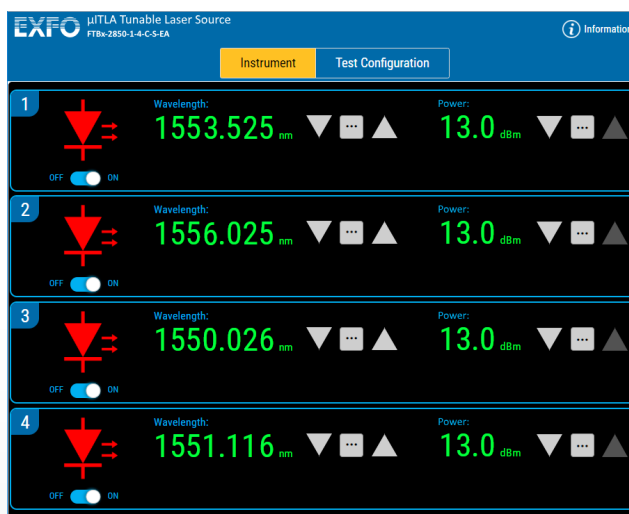 EXFO
µITLA Tunable Laser Source
FTBx-2850-1-4-C-S-EA
i Information
Instrument Test Configuration
1
Wavelength:
1553.525 nm ...
Power:
13.0 dBm ...
OFF ON
2
Wavelength:
1556.025 nm ...
Power:
13.0 dBm ...
OFF ON
3
Wavelength:
1550.026 nm ...
Power:
13.0 dBm ...
OFF ON
4
Wavelength:
1551.116 nm ...
Power:
13.0 dBm ...
OFF ON